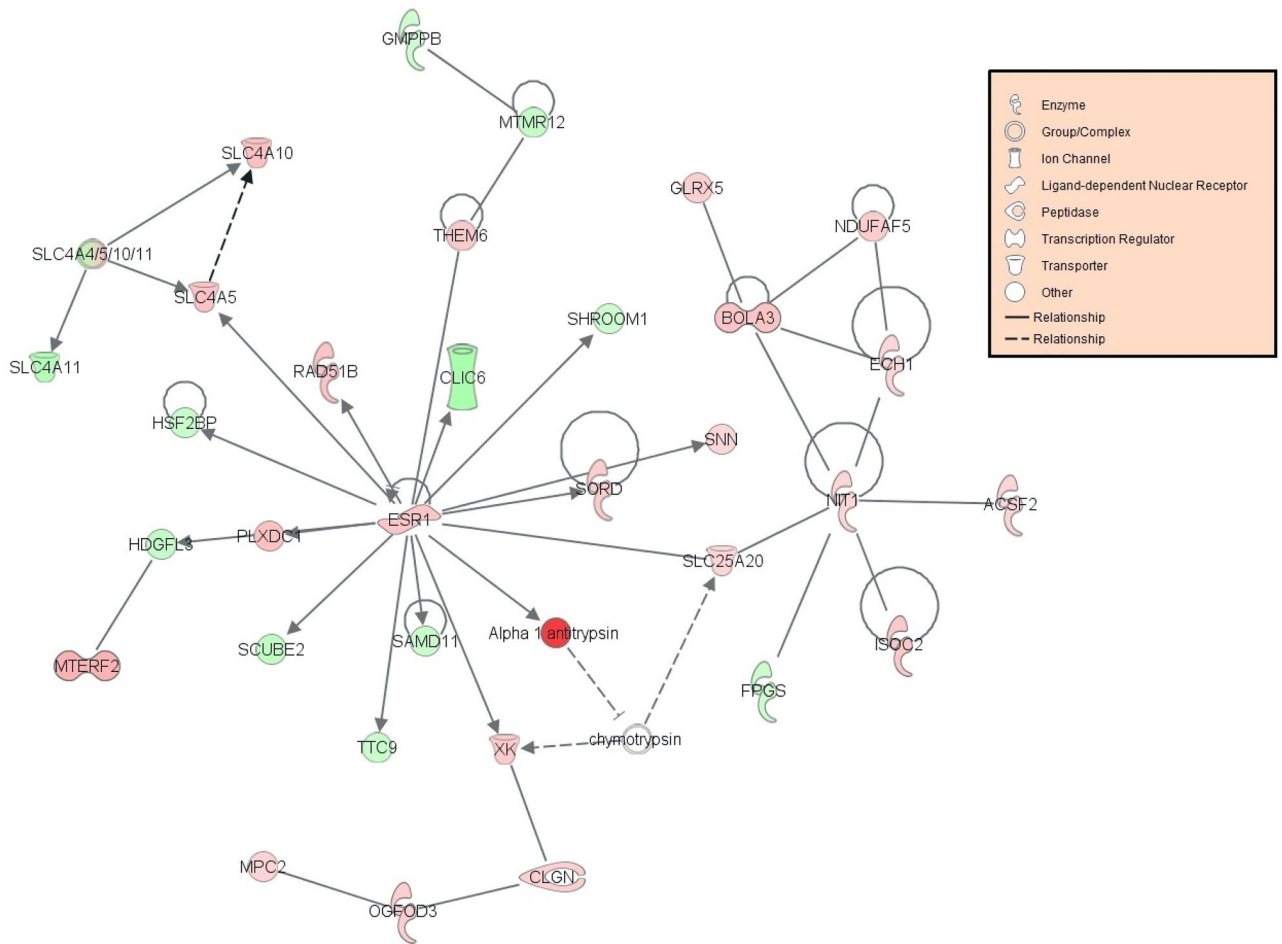 GMPPB
MTMR12
SLC4A10
GLRX5
NDUFAF5
THEM6
SLC4A4/5/10/11
SLC4A5
SHROOM1
BOLA3
SLC4A11
RAD51B
CLIC6
ECH1
HSF2BP
SNN
SORD
NIT1
ACSF2
ESR1
PLXDC1
HDGFL3
SLC25A20
Alpha 1 antitrypsin
SAMD11
SCUBE2
ISOC2
MTERF2
FPGS
TTC9
XK
chymotrypsin
MPC2
CLGN
OGFOD3
Enzyme
Group/Complex
Ion Channel
Ligand-dependent Nuclear Receptor
Peptidase
Transcription Regulator
Transporter
Other
Relationship
Relationship